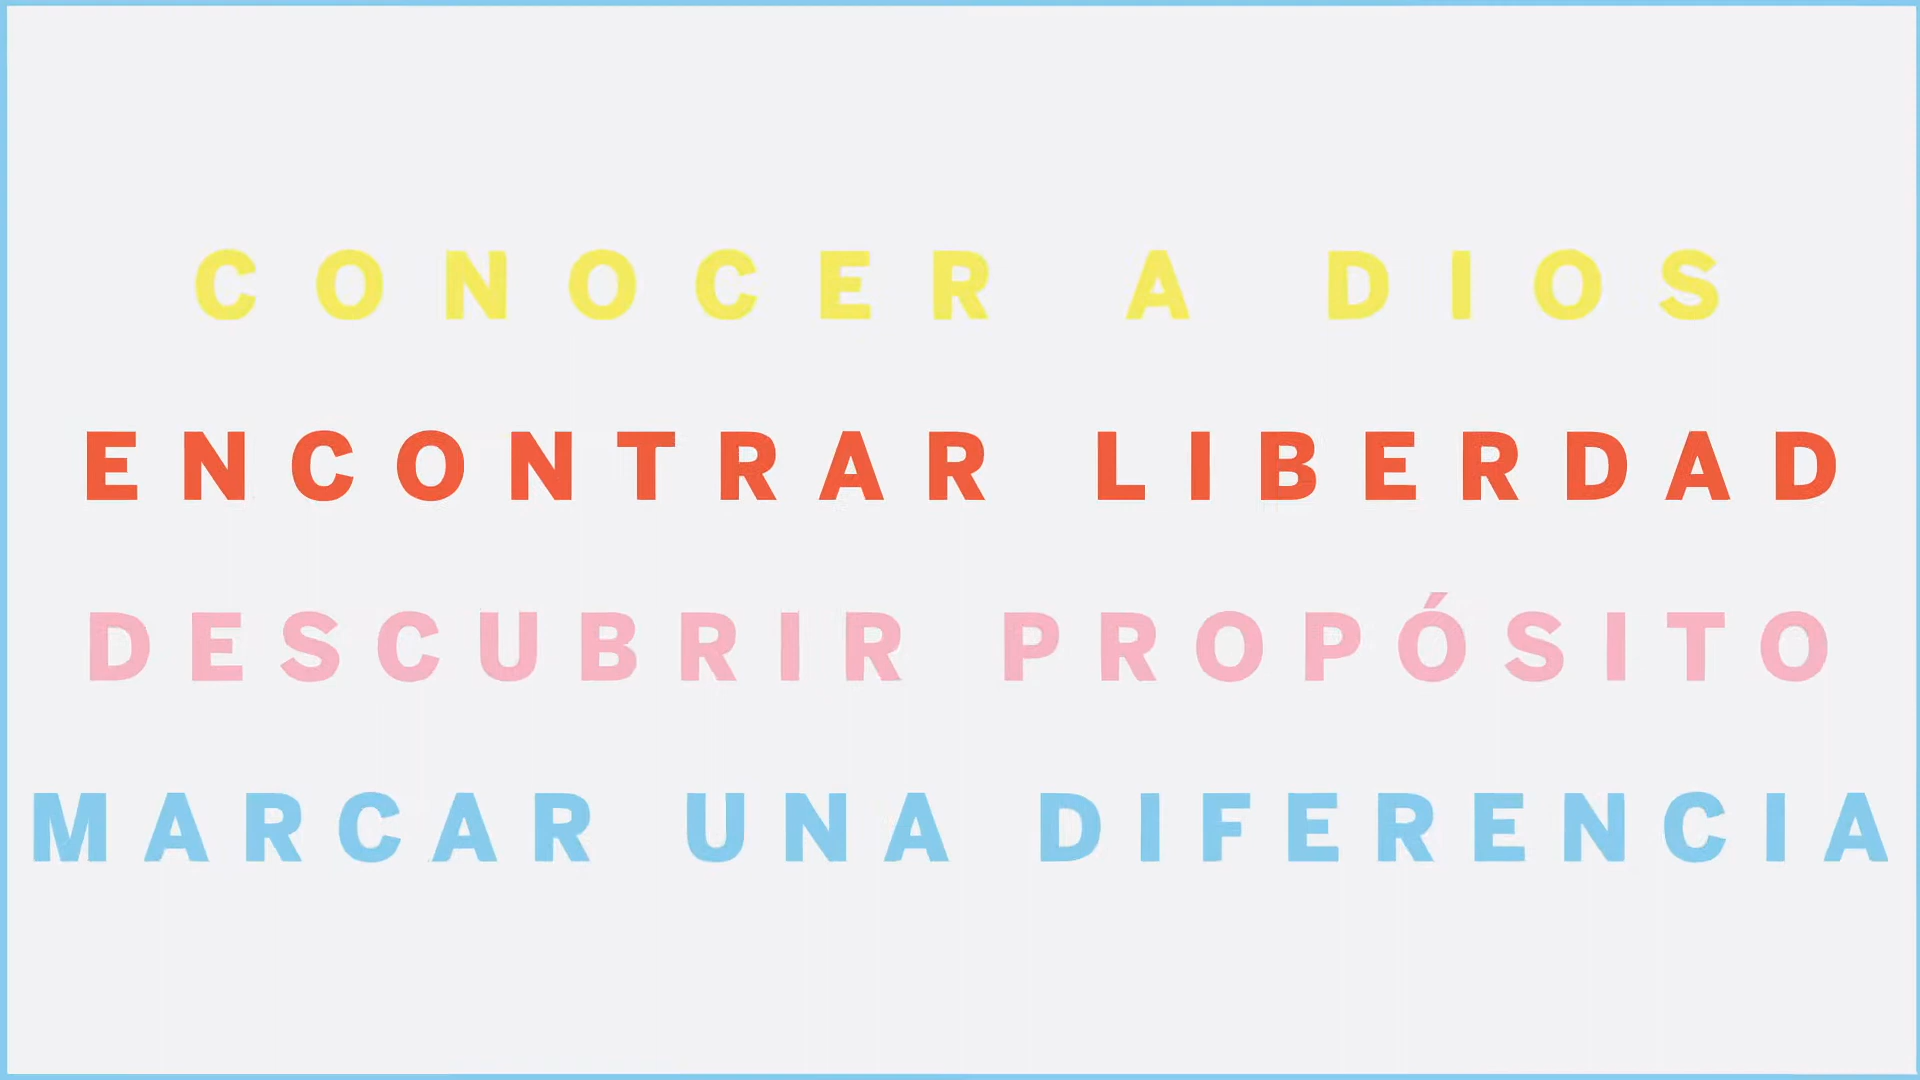 CONOCER A DIOS
ENCONTRAR LIBERDAD
DESCUBRIR PROPÓSITO
MARCAR UNA DIFERENCIA